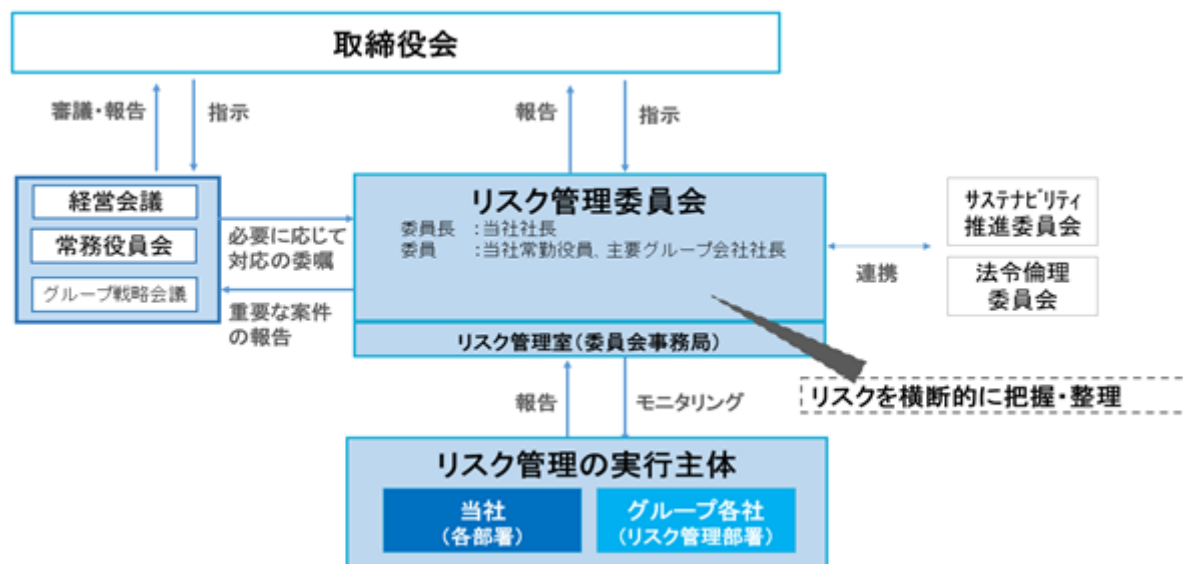 取締役会
審議・報告
指示
報告
指示
経営会議
常務役員会
グループ戦略会議
必要に応じて
対応の委嘱
重要な案件
の報告
リスク管理委員会
委員長　：当社社長
委員　　：当社常勤役員、主要グループ会社社長
リスク管理室（委員会事務局）
連携
サステナビリティ
推進委員会
法令倫理
委員会
リスクを横断的に把握・整理
報告
モニタリング
リスク管理の実行主体
当社
（各部署）
グループ各社
（リスク管理部署）